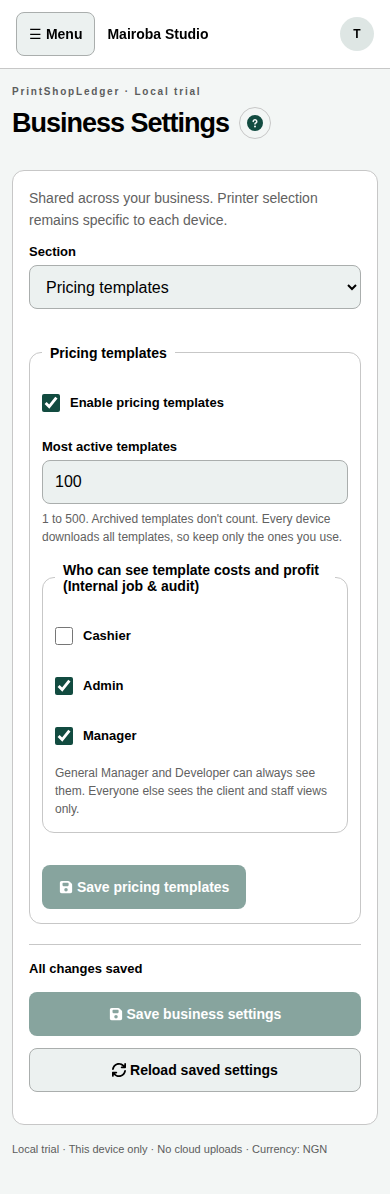 ☰ Menu
Mairoba Studio
T
PrintShopLedger · Local trial
Business Settings
?
Shared across your business. Printer selection
remains specific to each device.
Section
Pricing templates
Pricing templates
Enable pricing templates
Most active templates
100
1 to 500. Archived templates don't count. Every device
downloads all templates, so keep only the ones you use.
Who can see template costs and profit
(Internal job & audit)
Cashier
Admin
Manager
General Manager and Developer can always see
them. Everyone else sees the client and staff views
only.
Save pricing templates
All changes saved
Save business settings
Reload saved settings
Local trial · This device only · No cloud uploads · Currency: NGN